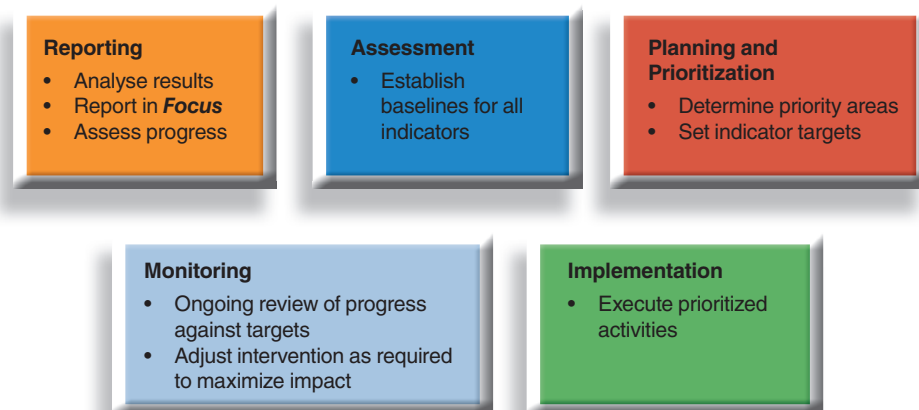 Reporting
• Analyse results
• Report in Focus
• Assess progress
Assessment
• Establish
baselines for all
indicators
Planning and
Prioritization
• Determine priority areas
• Set indicator targets
Monitoring
• Ongoing review of progress
against targets
• Adjust intervention as required
to maximize impact
Implementation
• Execute prioritized
activities